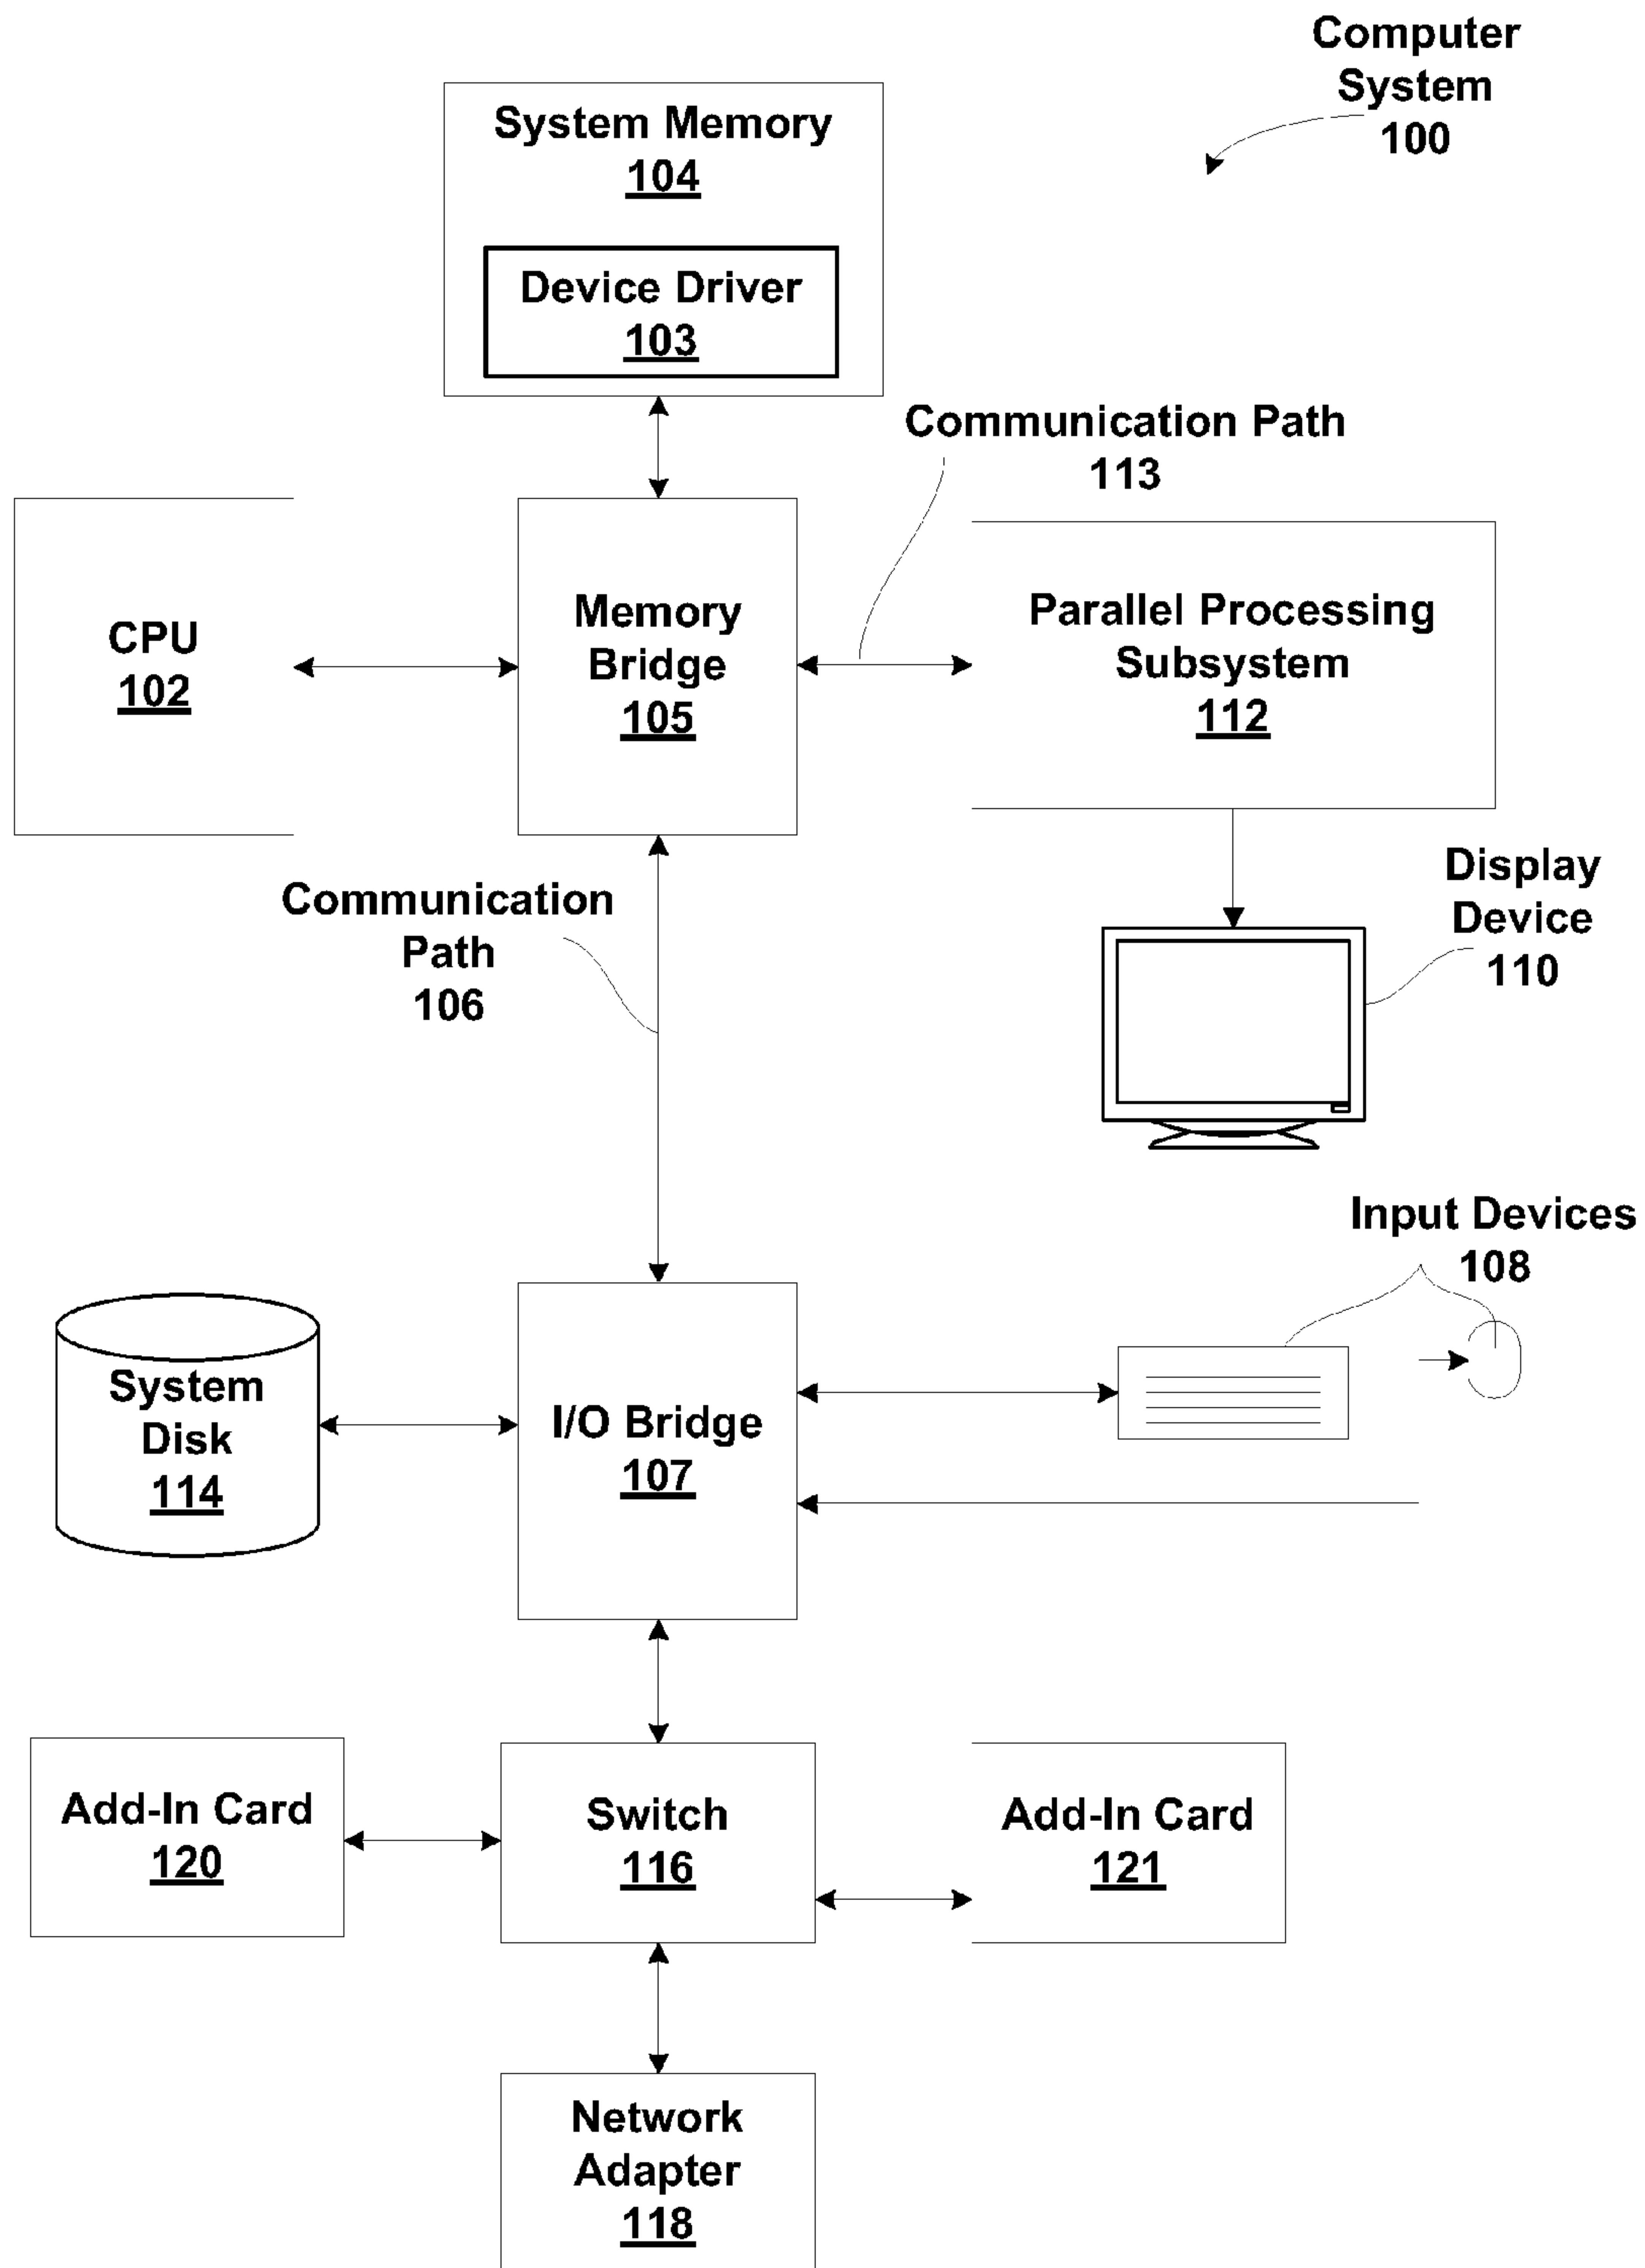 Computer
System
100
System Memory
104
Device Driver
103
Communication Path
113
CPU
102
Memory
Bridge
105
Parallel Processing
Subsystem
112
Communication
Path
106
Display
Device
110
Input Devices
108
System
Disk
114
I/O Bridge
107
Add-In Card
120
Switch
116
Add-In Card
121
Network
Adapter
118